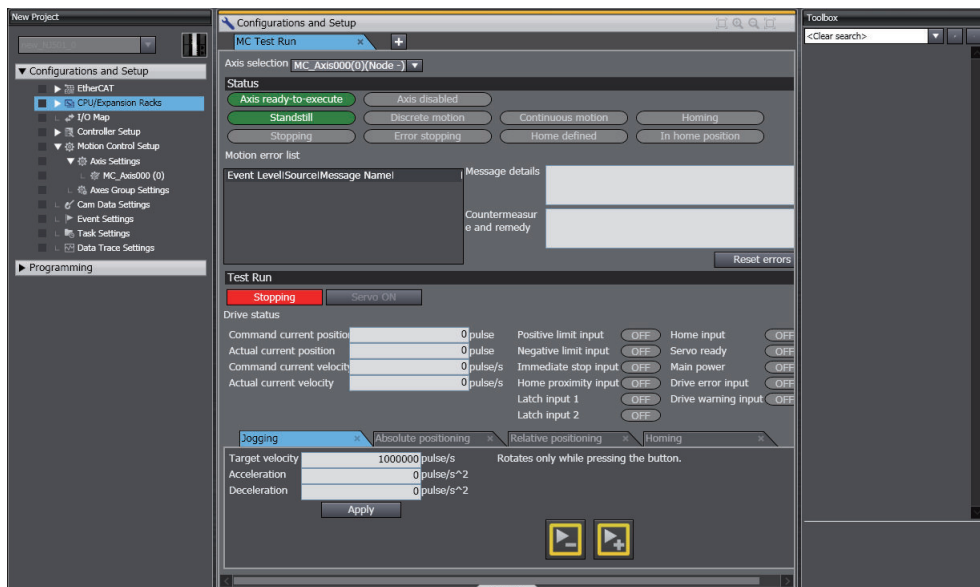 New Project
new_NJ501_0
Configurations and Setup
EtherCAT
CPU/Expansion Racks
I/O Map
Controller Setup
Motion Control Setup
Axis Settings
MC_Axis000 (0)
Axes Group Settings
Cam Data Settings
Event Settings
Task Settings
Data Trace Settings
Programming
Configurations and Setup
MC Test Run
Axis selection MC_Axis000(0)(Node -)
Status
Axis ready-to-execute Axis disabled
Standstill Discrete motion Continuous motion Homing
Stopping Error stopping Home defined In home position
Motion error list
Event Level|Source|Message Name|
Message details
Countermeasur
e and remedy
Reset errors
Test Run
Stopping Servo ON
Drive status
Command current positio 0 pulse Positive limit input OFF Home input OFF
Actual current position 0 pulse Negative limit input OFF Servo ready OFF
Command current velocit 0 pulse/s Immediate stop input OFF Main power OFF
Actual current velocity 0 pulse/s Home proximity input OFF Drive error input OFF
Latch input 1 OFF Drive warning input OFF
Latch input 2 OFF
Jogging Absolute positioning Relative positioning Homing
Target velocity 1000000 pulse/s Rotates only while pressing the button.
Acceleration 0 pulse/s^2
Deceleration 0 pulse/s^2
Apply
Toolbox
<Clear search>